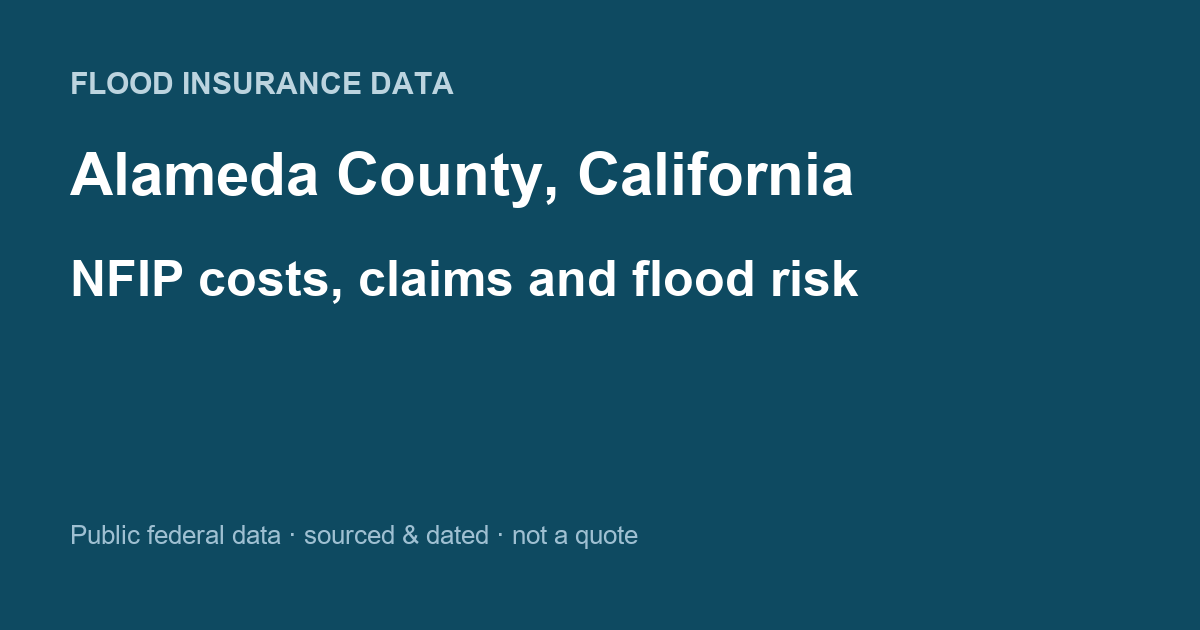 FLOOD INSURANCE DATA
Alameda County, California
NFIP costs, claims and flood risk
Public federal data · sourced & dated · not a quote